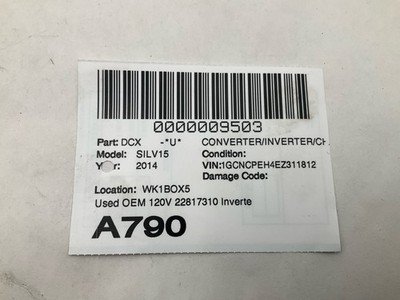 0000009503
Part: DCX -*U* CONVERTER/INVERTER/CH
Model: SILV15 Condition:
Year: 2014 VIN:1GCNCPEH4EZ311812
Damage Code:
Location: WK1BOX5
Used OEM 120V 22817310 Inverte
A790